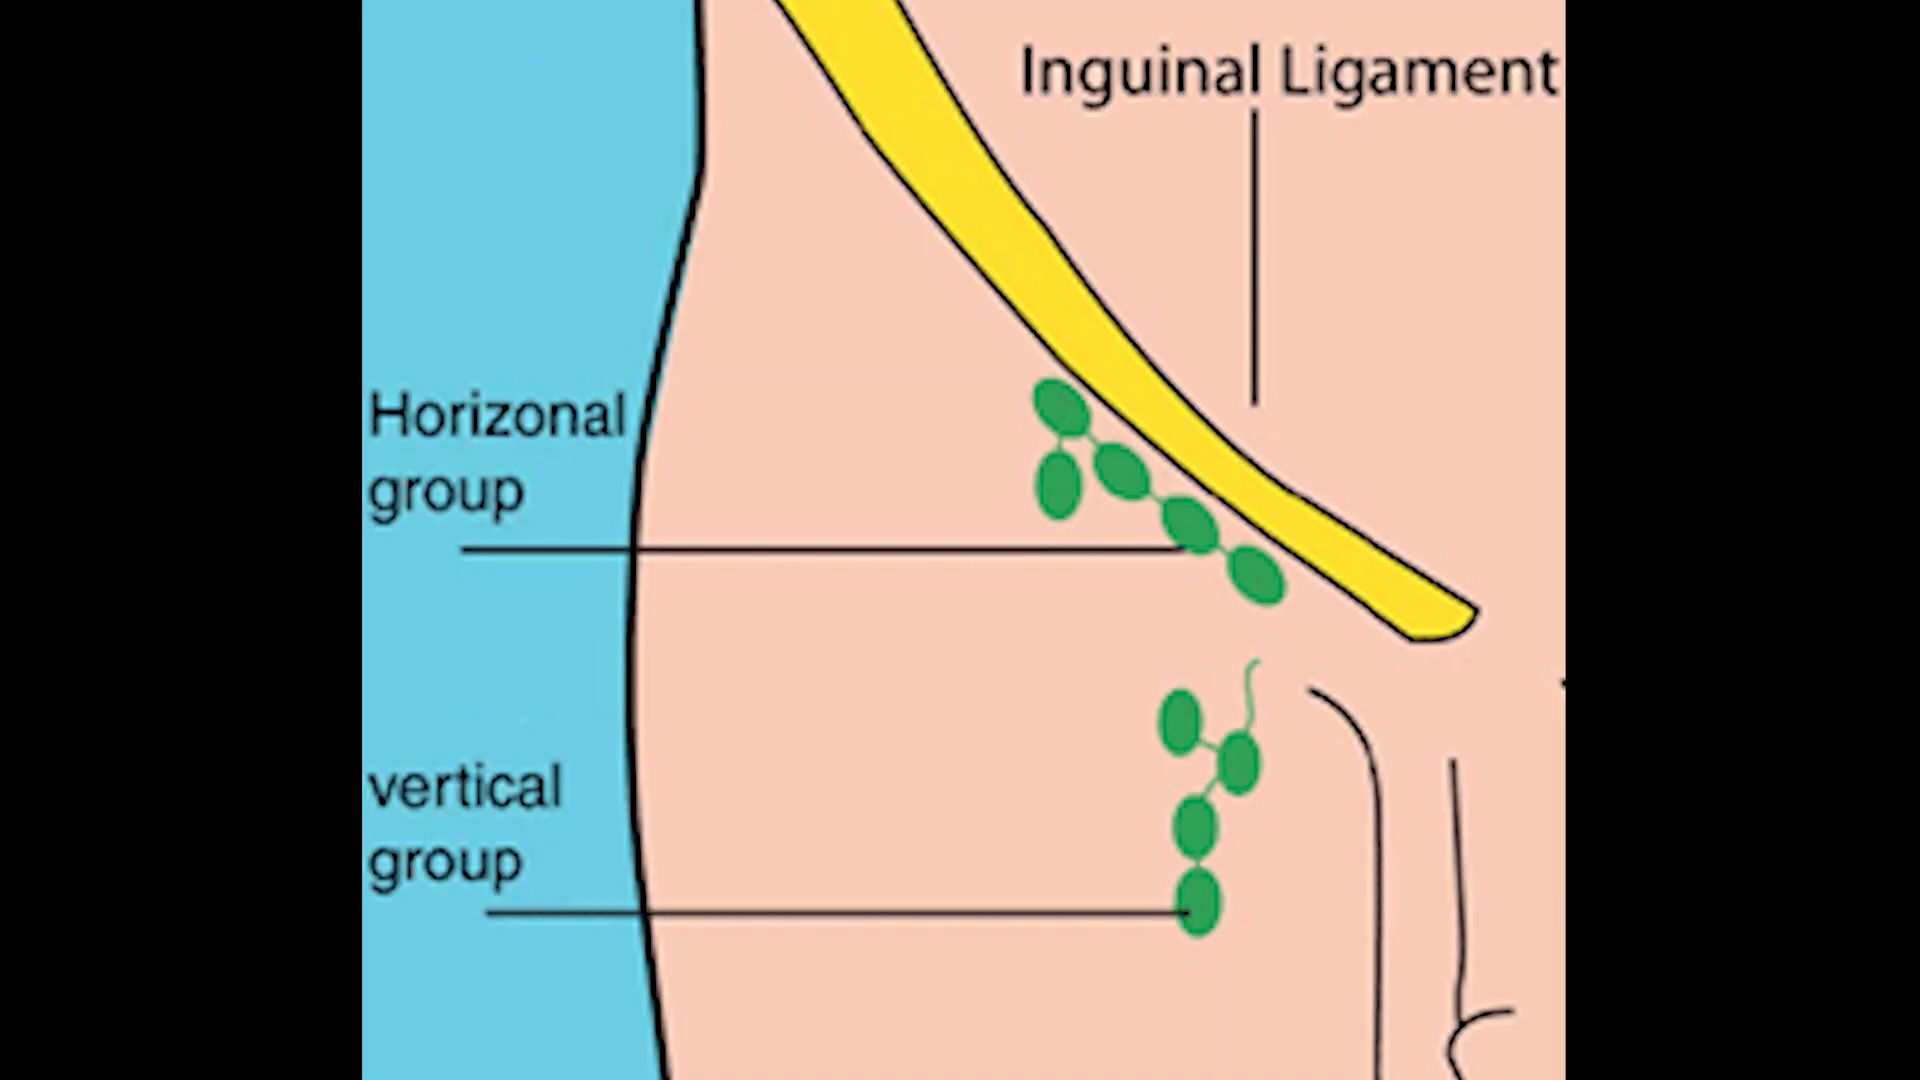 Inguinal Ligament
Horizonal
group
vertical
group